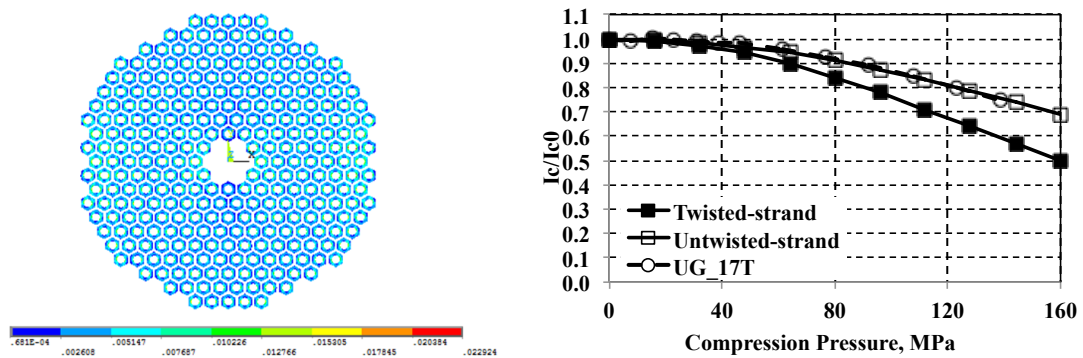 .681E-04 .005147 .010226 .015305 .020384
.002608 .007687 .012766 .017845 .022924
1.1
1.0
0.9
0.8
0.7
0.6
0.5
0.4
0.3
0.2
0.1
0.0
Ic/Ic0
Twisted-strand
Untwisted-strand
UG_17T
0 40 80 120 160
Compression Pressure, MPa